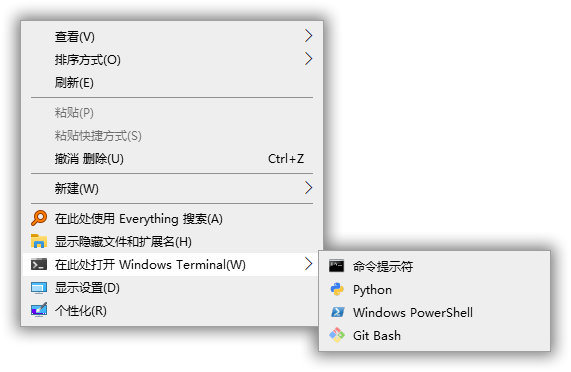 查看(V)
排序方式(O)
刷新(E)
粘贴(P)
粘贴快捷方式(S)
撤消 删除(U) Ctrl+Z
新建(W)
在此处使用 Everything 搜索(A)
显示隐藏文件和扩展名(H)
在此处打开 Windows Terminal(W)
显示设置(D)
个性化(R)
命令提示符
Python
Windows PowerShell
Git Bash